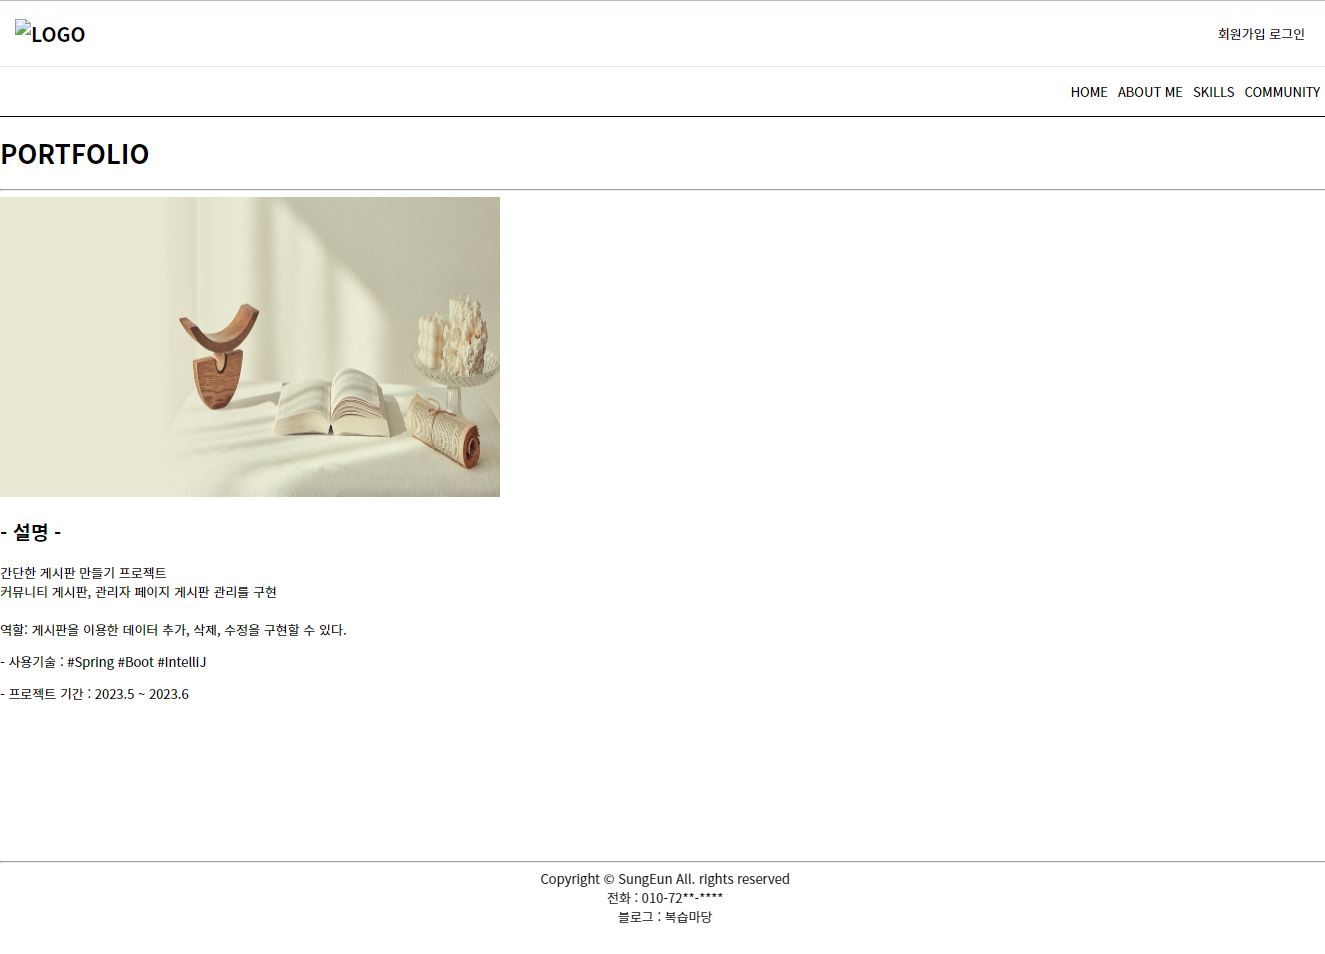 LOGO
회원가입 로그인
HOME ABOUT ME SKILLS COMMUNITY
PORTFOLIO
- 설명 -
간단한 게시판 만들기 프로젝트
커뮤니티 게시판, 관리자 페이지 게시판 관리를 구현
역할: 게시판을 이용한 데이터 추가, 삭제, 수정을 구현할 수 있다.
- 사용기술 : #Spring #Boot #IntelliJ
- 프로젝트 기간 : 2023.5 ~ 2023.6
Copyright © SungEun All. rights reserved
전화 : 010-72**-****
블로그 : 복습마당